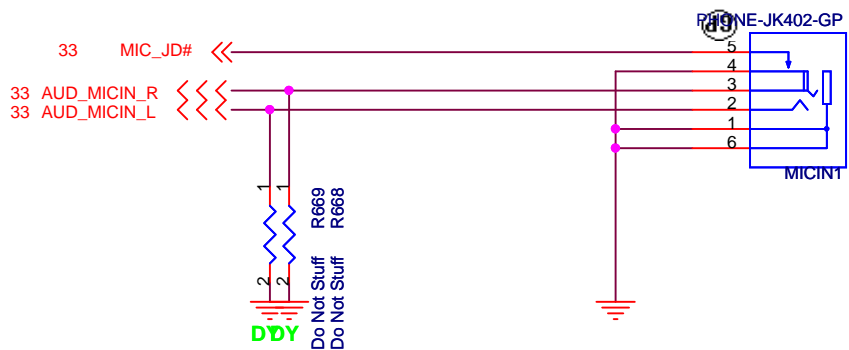 PHONE-JK402-GP
33 MIC_JD#
5
4
33 AUD_MICIN_R
3
33 AUD_MICIN_L
2
1
6
MICIN1
1 1
R669
R668
2 2
Do Not Stuff
Do Not Stuff
DY DY